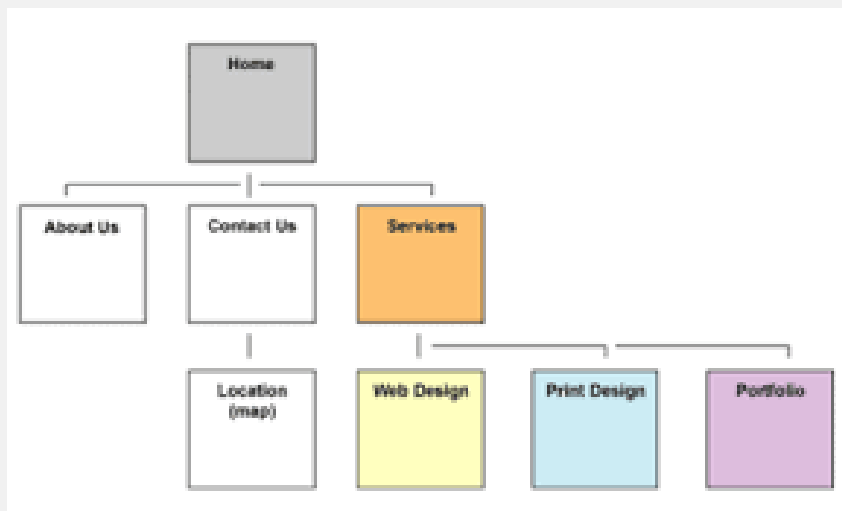 Home
About Us
Contact Us
Services
Location
(map)
Web Design
Print Design
Portfolio